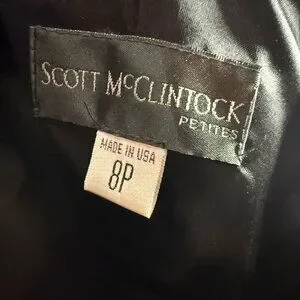 SCOTT McCLINTOCK
PETITES
MADE IN USA
8P